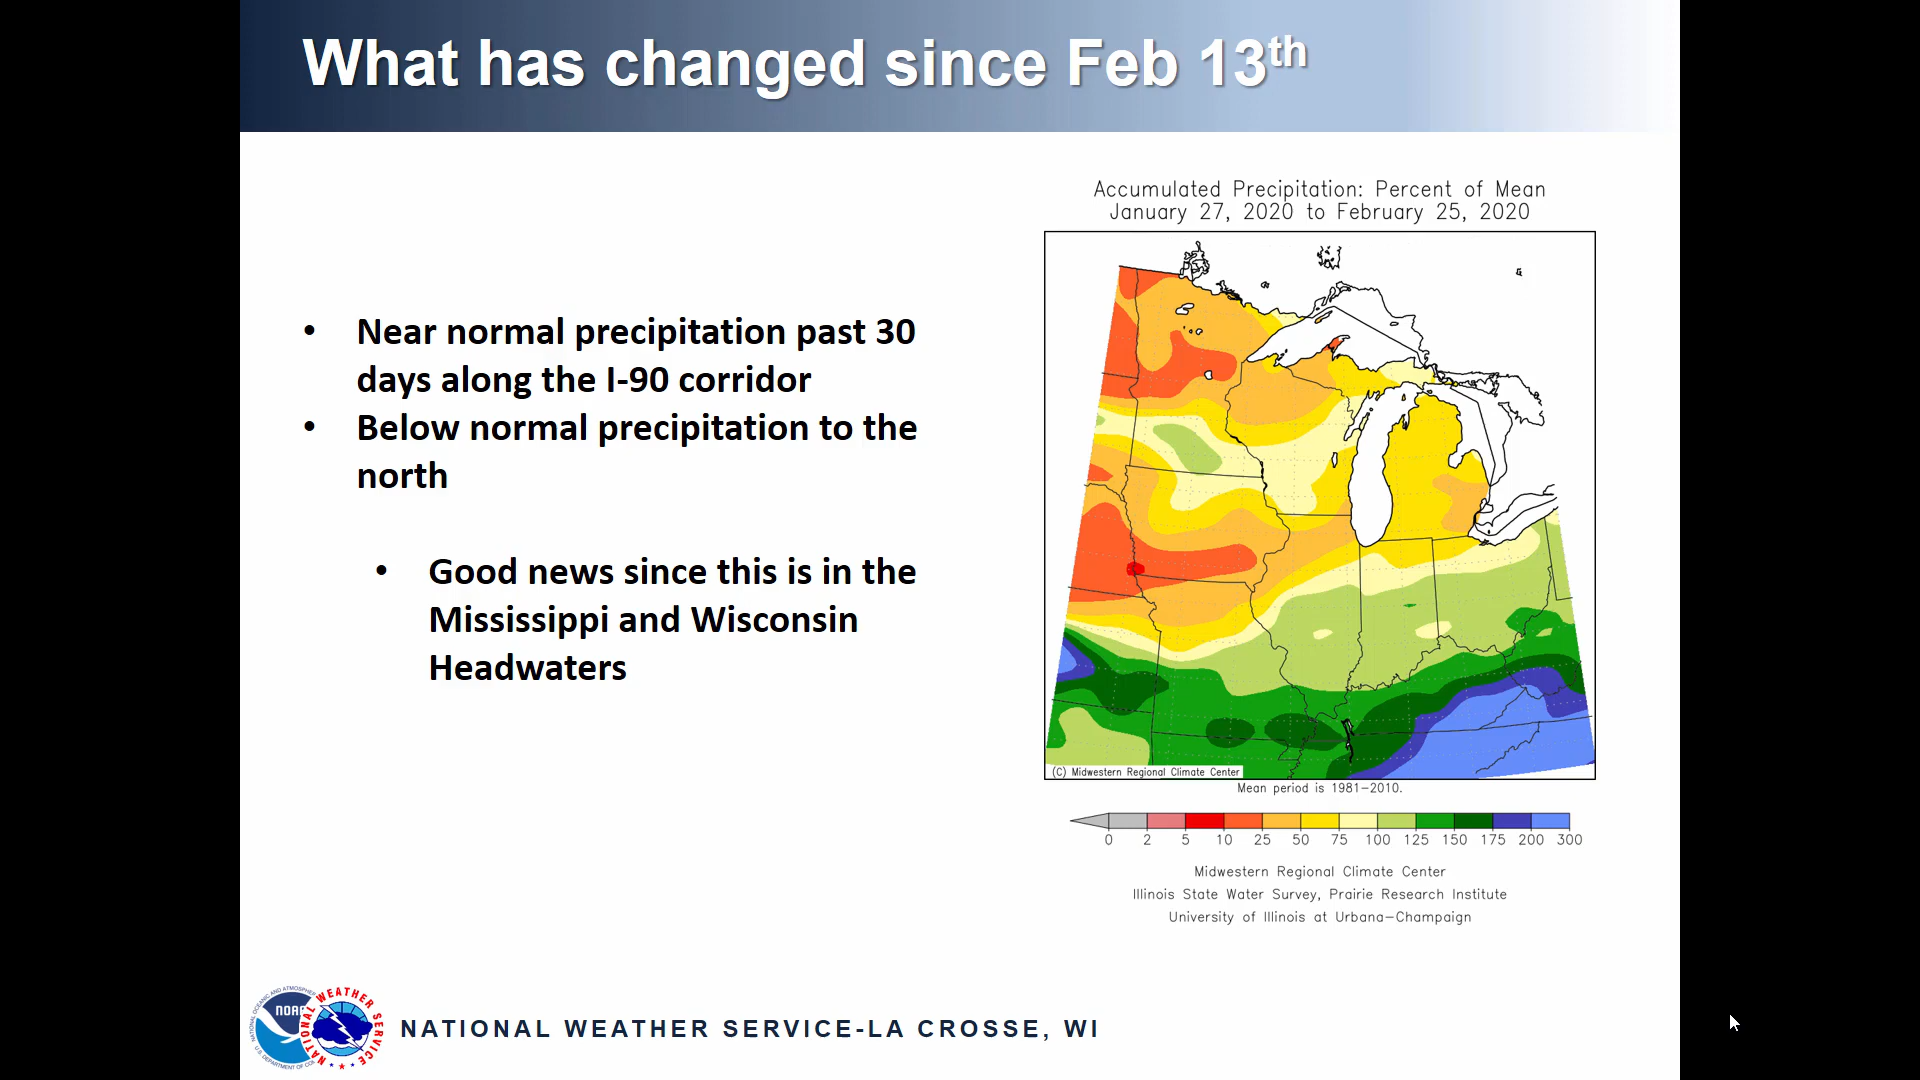 What has changed since Feb 13th
• Near normal precipitation past 30
days along the I-90 corridor
• Below normal precipitation to the
north
• Good news since this is in the
Mississippi and Wisconsin
Headwaters
Accumulated Precipitation: Percent of Mean
January 27, 2020 to February 25, 2020
(C) Midwestern Regional Climate Center
Mean period is 1981-2010.
0 2 5 10 25 50 75 100 125 150 175 200 300
Midwestern Regional Climate Center
Illinois State Water Survey, Prairie Research Institute
University of Illinois at Urbana-Champaign
NOAA
NATIONAL WEATHER SERVICE
NATIONAL WEATHER SERVICE-LA CROSSE, WI